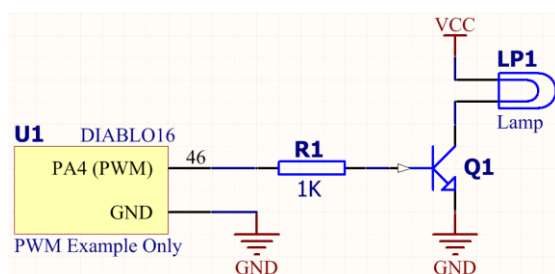 VCC
LP1
Lamp
U1
DIABLO16
PA4 (PWM)
46
R1
1K
Q1
GND
PWM Example Only
GND
GND